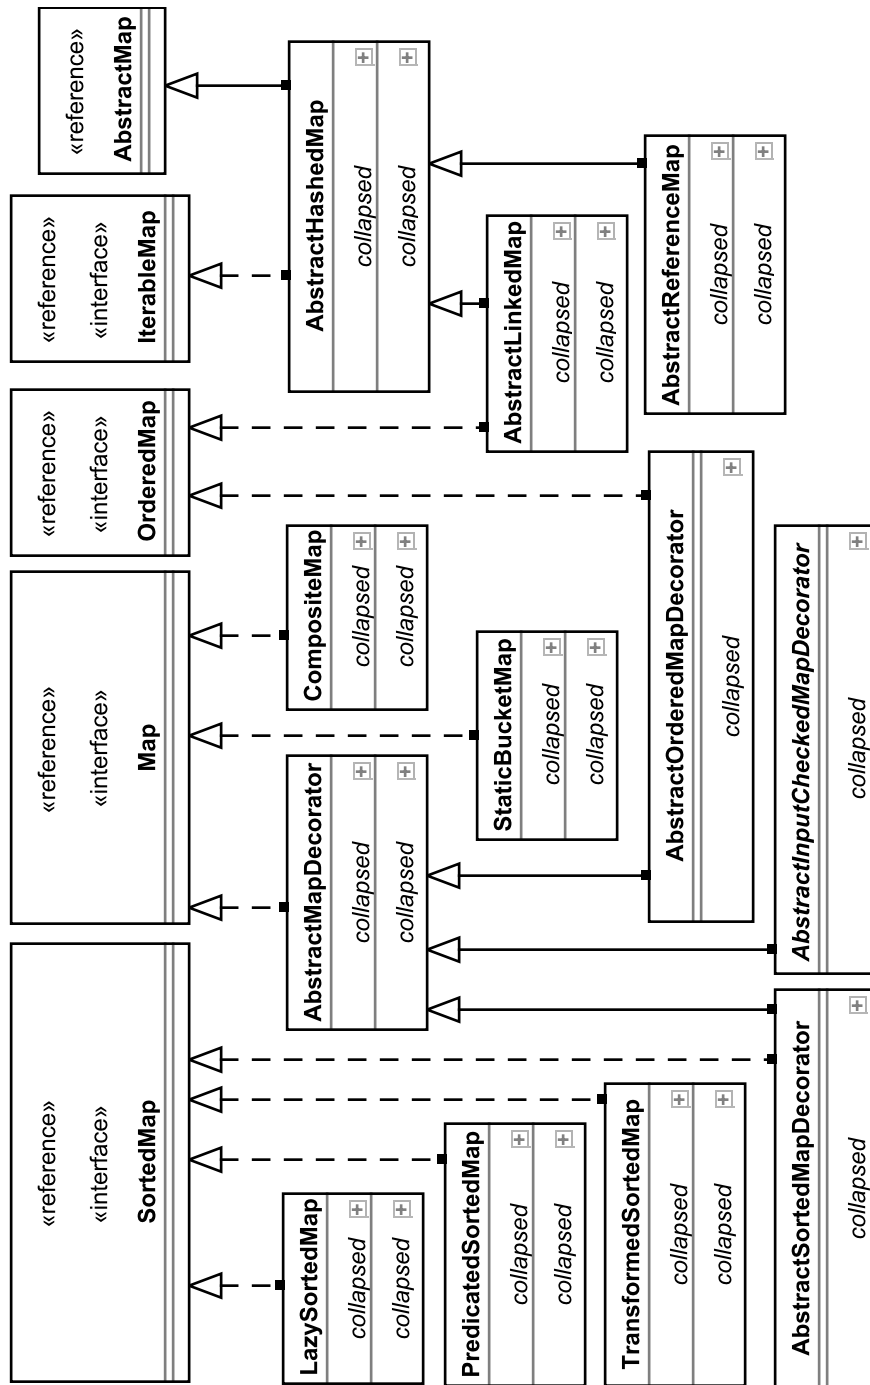 «reference»
«interface»
SortedMap
«reference»
«interface»
Map
«reference»
«interface»
OrderedMap
«reference»
«interface»
IterableMap
«reference»
AbstractMap
LazySortedMap
collapsed
collapsed
AbstractMapDecorator
collapsed
collapsed
CompositeMap
collapsed
collapsed
AbstractHashedMap
collapsed
collapsed
PredicatedSortedMap
collapsed
collapsed
StaticBucketMap
collapsed
collapsed
AbstractLinkedMap
collapsed
collapsed
TransformedSortedMap
collapsed
collapsed
AbstractOrderedMapDecorator
collapsed
AbstractReferenceMap
collapsed
collapsed
AbstractSortedMapDecorator
collapsed
AbstractInputCheckedMapDecorator
collapsed